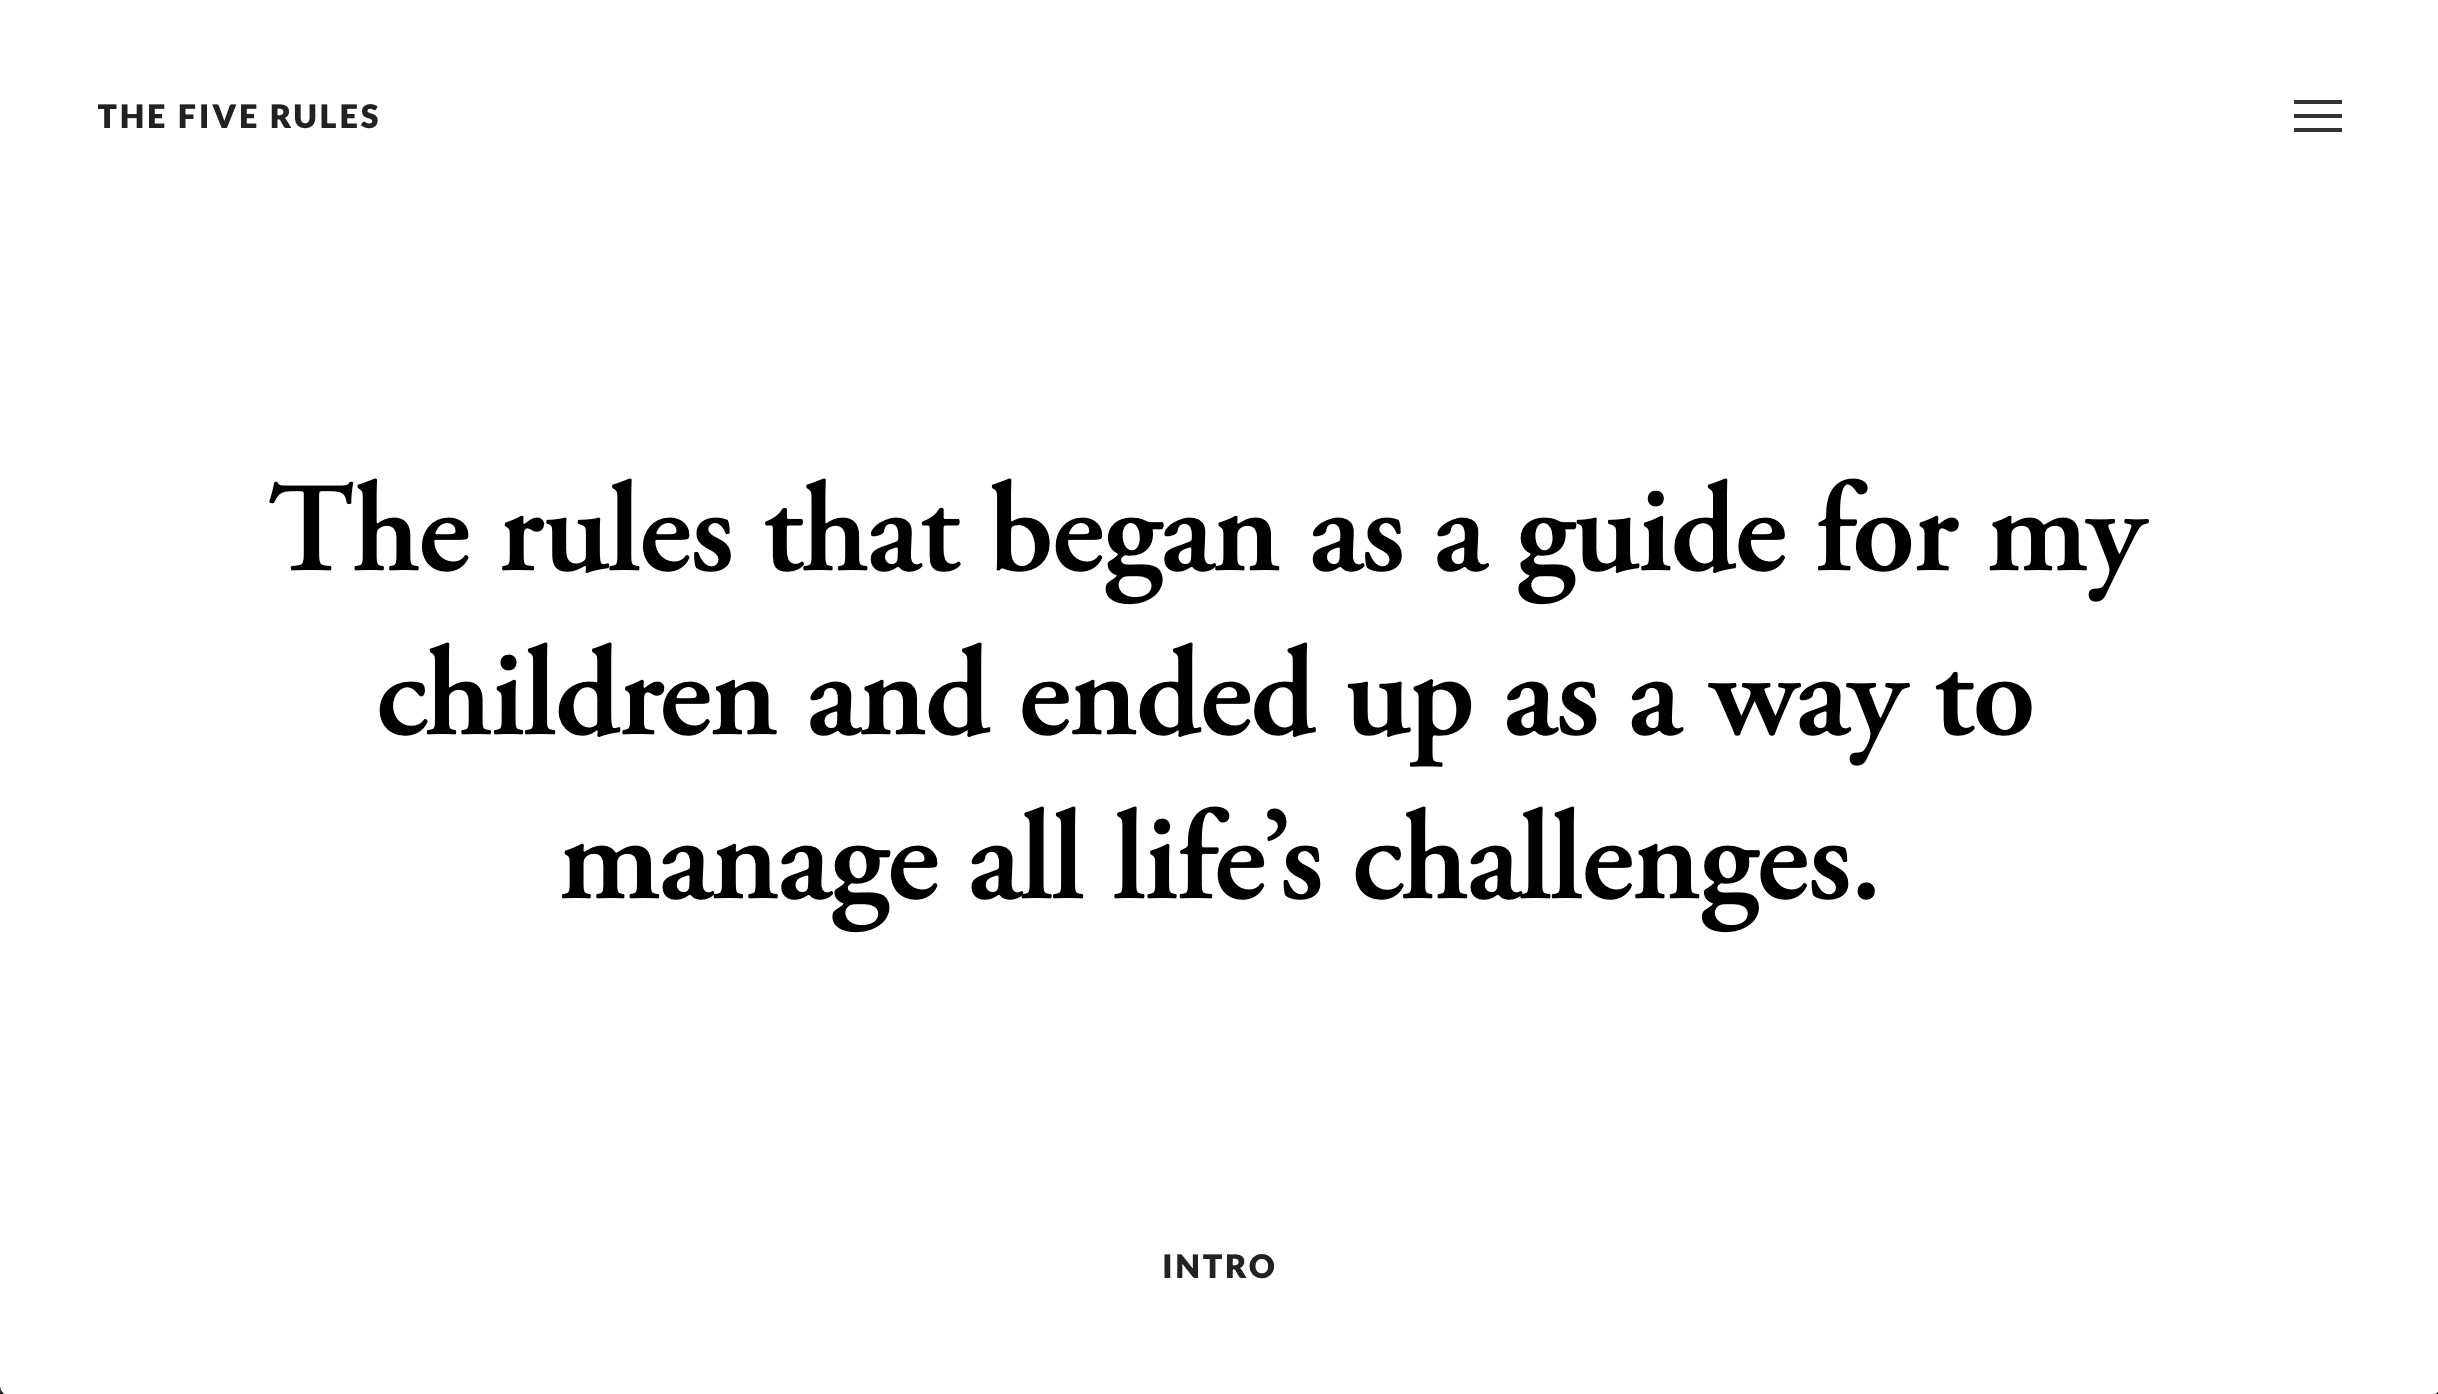 THE FIVE RULES
The rules that began as a guide for my
children and ended up as a way to
manage all life’s challenges.
INTRO